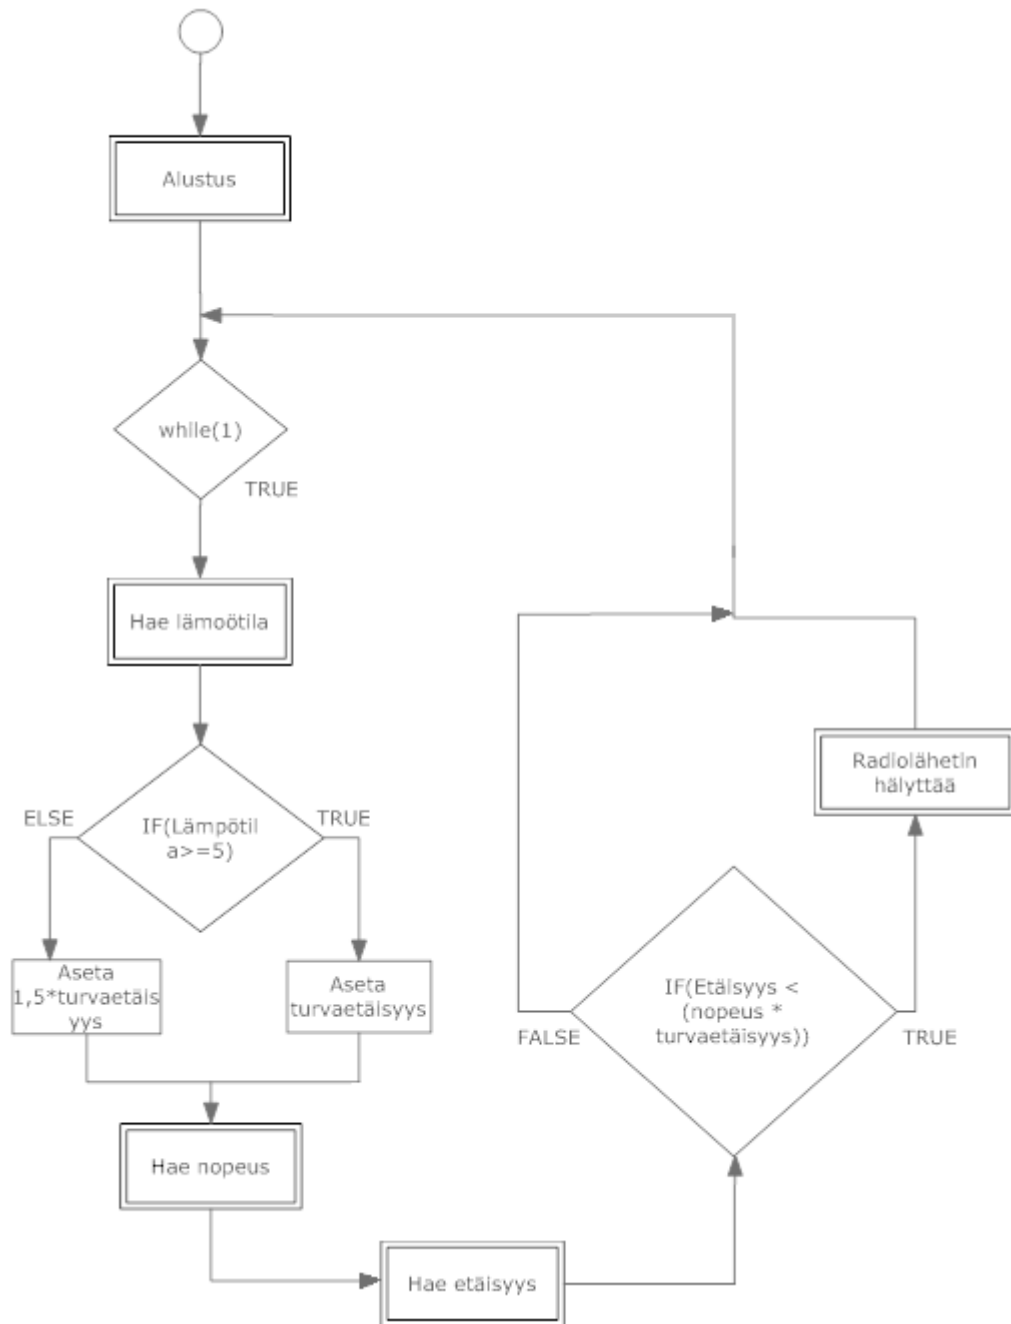 Alustus
while(1)
TRUE
Hae lämoötila
ELSE
TRUE
IF(Lämpötil
a>=5)
Aseta
1,5*turvaetäis
yys
Aseta
turvaetäisyys
Hae nopeus
Hae etäisyys
IF(Etäisyys <
(nopeus *
turvaetäisyys))
FALSE
TRUE
Radiolähetin
hälyttää